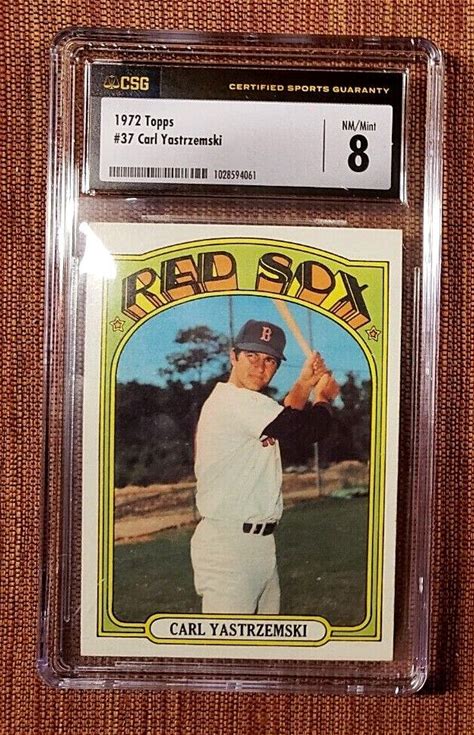 CSG
CERTIFIED SPORTS GUARANTY
1972 Topps
#37 Carl Yastrzemski
NM/Mint
8
1028594061
RED SOX
B
CARL YASTRZEMSKI